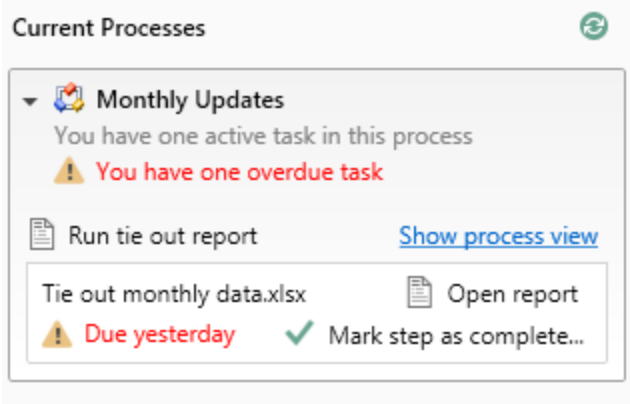 Current Processes
Monthly Updates
You have one active task in this process
You have one overdue task
Run tie out report Show process view
Tie out monthly data.xlsx Open report
Due yesterday Mark step as complete...